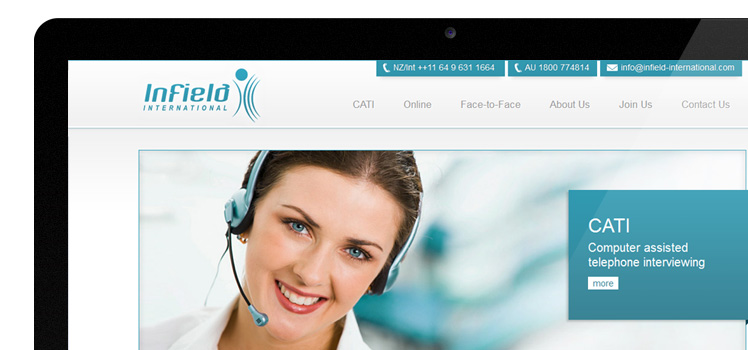 NZ/Int ++11 64 9 631 1664
AU 1800 774814
info@infield-international.com
Infield
INTERNATIONAL
CATI
Online
Face-to-Face
About Us
Join Us
Contact Us
CATI
Computer assisted
telephone interviewing
more